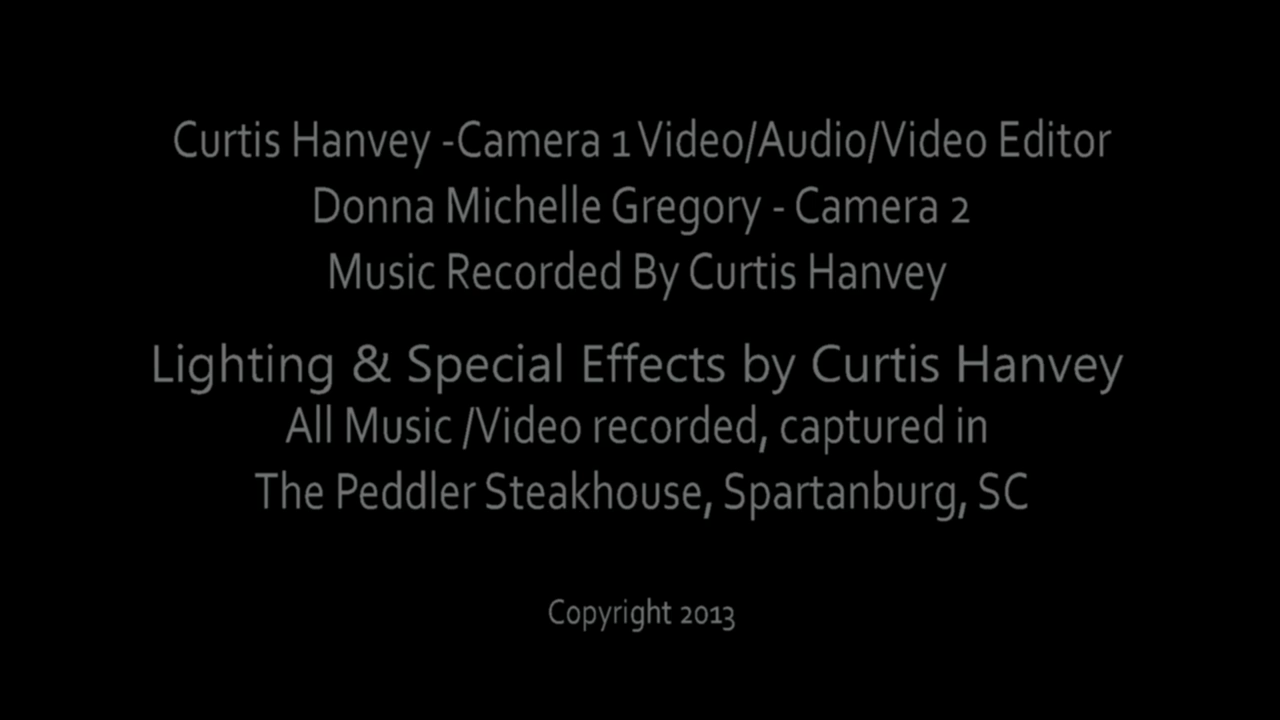 Curtis Hanvey -Camera 1 Video/Audio/Video Editor
Donna Michelle Gregory - Camera 2
Music Recorded By Curtis Hanvey
Lighting & Special Effects by Curtis Hanvey
All Music /Video recorded, captured in
The Peddler Steakhouse, Spartanburg, SC
Copyright 2013